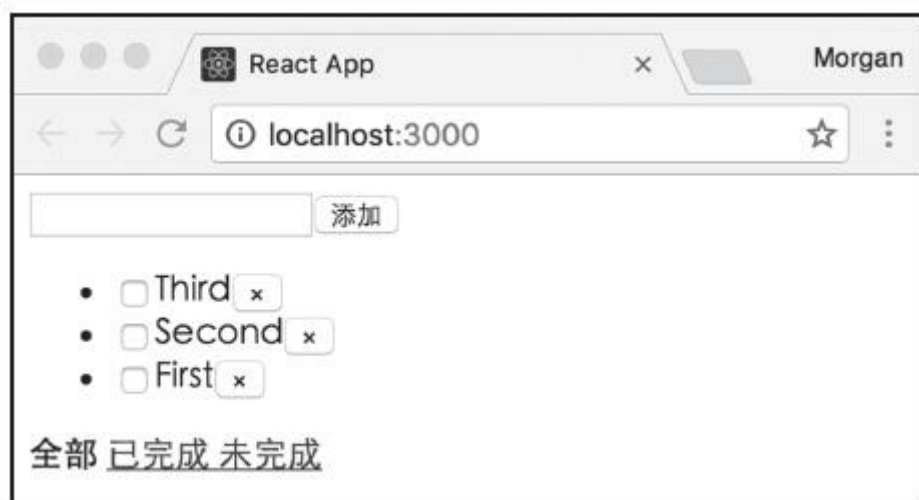 React App × Morgan
localhost:3000
添加
Third ×
Second ×
First ×
全部 已完成 未完成